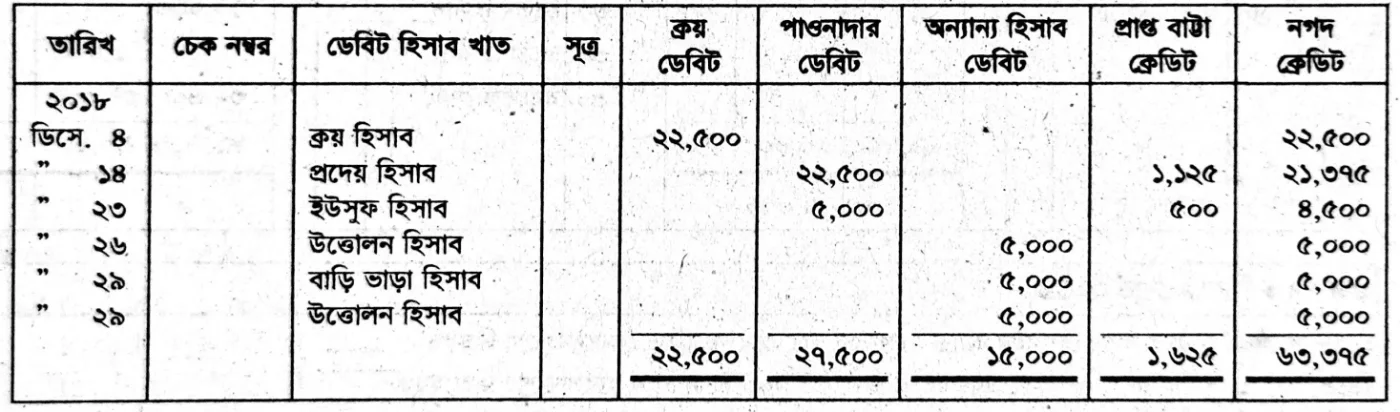 তারিখ চেক নম্বর ডেবিট হিসাব খাত সূত্র ক্রয় ডেবিট পাওনাদার ডেবিট অন্যান্য হিসাব ডেবিট প্রাপ্ত বাট্টা ক্রেডিট নগদ ক্রেডিট
২০১৮
ডিসে. ৪ ক্রয় হিসাব ২২,৫০০ ২২,৫০০
” ১৪ প্রদেয় হিসাব ২২,৫০০ ১,১২৫ ২১,৩৭৫
” ২৩ ইউসুফ হিসাব ৫,০০০ ৫০০ ৪,৫০০
” ২৬ উত্তোলন হিসাব ৫,০০০ ৫,০০০
” ২৯ বাড়ি ভাড়া হিসাব ৫,০০০ ৫,০০০
” ২৯ উত্তোলন হিসাব ৫,০০০ ৫,০০০
২২,৫০০ ২৭,৫০০ ১৫,০০০ ১,৬২৫ ৬৩,৩৭৫